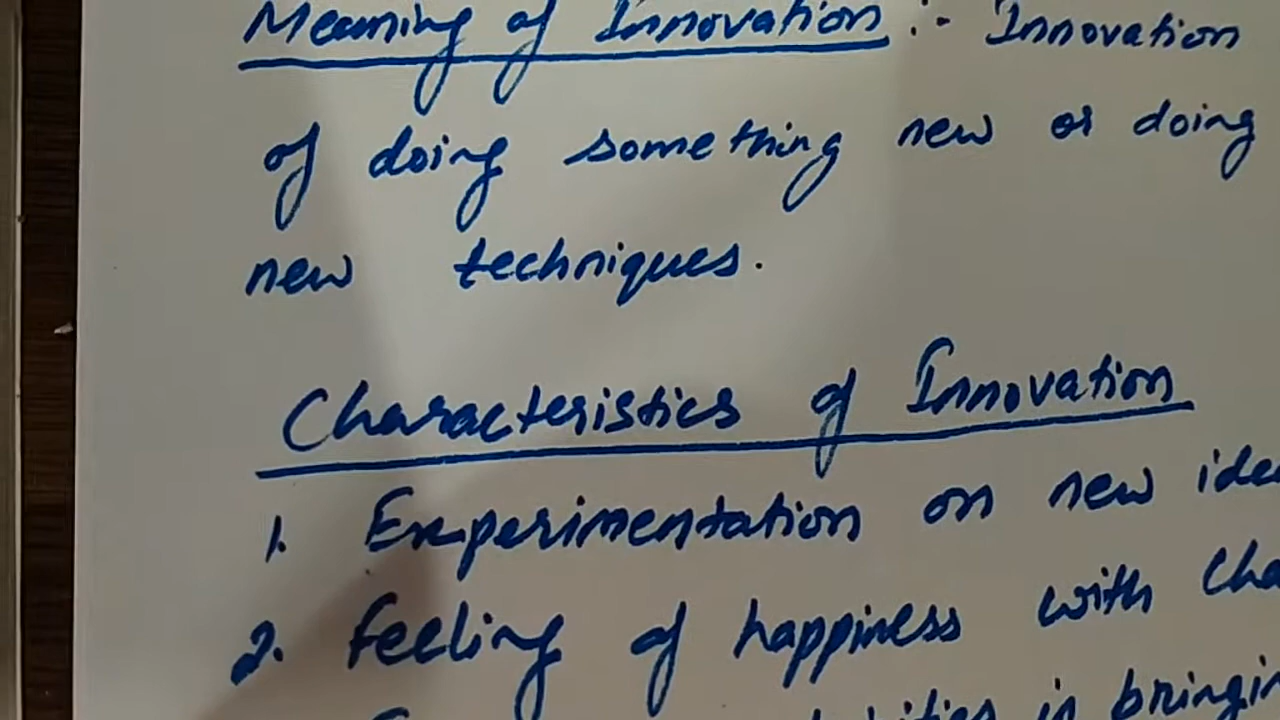 Meaning of Innovation :- Innovation
of doing something new or doing
new techniques.
Characteristics of Innovation
1. Experimentation on new
2. Feeling of happiness with
in